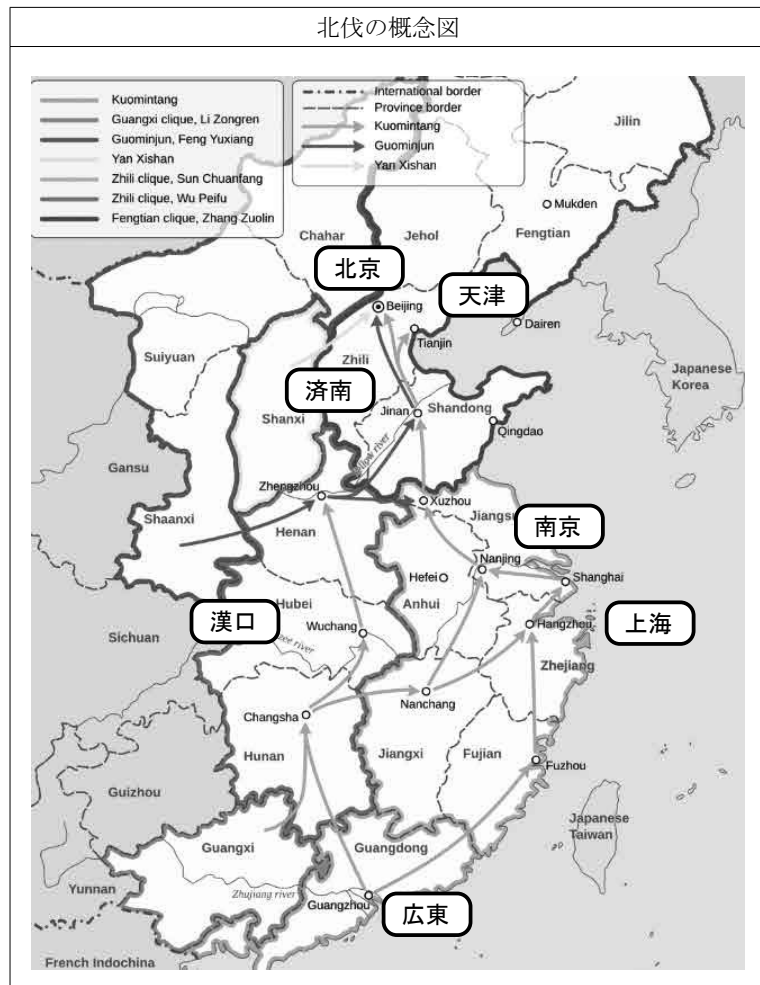 北伐の概念図
Kuomintang
Guangxi clique, Li Zongren
Guominjun, Feng Yuxiang
Yan Xishan
Zhili clique, Sun Chuanfang
Zhili clique, Wu Peifu
Fengtian clique, Zhang Zuolin
International border
Province border
Kuomintang
Guominjun
Yan Xishan
Jilin
Mukden
Chahar
Jehol
Fengtian
北京
天津
Beijing
Dairen
Tianjin
Suiyuan
Zhili
Japanese
Korea
済南
Jinan
Shandong
Shanxi
Qingdao
Gansu
Zhengzhou
Xuzhou
Shaanxi
Henan
Jiangs
南京
Nanjing
Hefei
Shanghai
Hubei
Anhui
漢口
Wuchang
Hangzhou
上海
Sichuan
river
Zhejiang
Nanchang
Changsha
Hunan
Jiangxi
Fujian
Fuzhou
Guizhou
Japanese
Taiwan
Guangxi
Guangdong
Yunnan
Zhujiang river
Guangzhou
広東
French Indochina